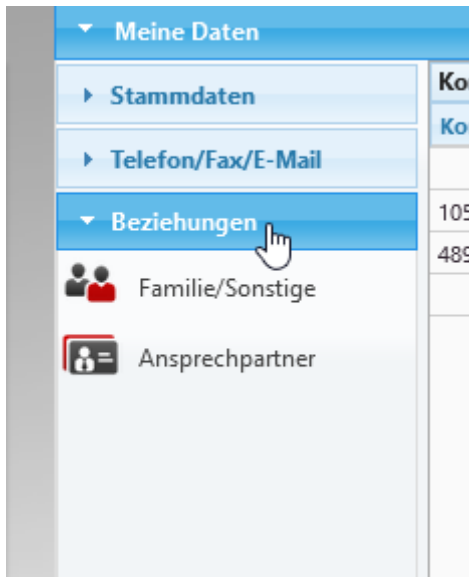 Meine Daten
Stammdaten
Telefon/Fax/E-Mail
Beziehungen
Familie/Sonstige
Ansprechpartner